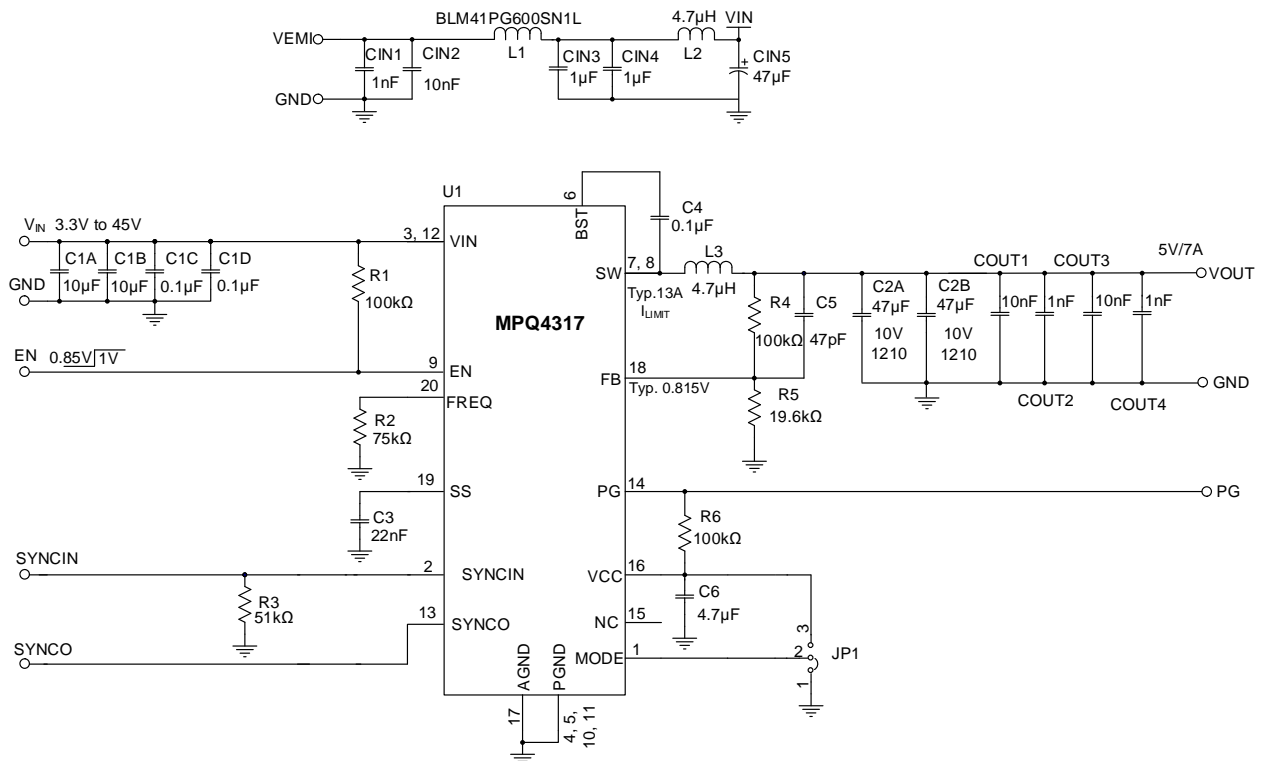 BLM41PG600SN1L
4.7µH
VIN
VEMI
L1
L2
CIN1
1nF
CIN2
10nF
CIN3
1µF
CIN4
1µF
+
CIN5
47µF
GND
U1
6
BST
C4
0.1µF
VIN 3.3V to 45V
3, 12
VIN
C1A
10µF
C1B
10µF
C1C
0.1µF
C1D
0.1µF
GND
R1
100kΩ
SW
7, 8
L3
4.7µH
Typ.13A
ILIMIT
COUT1
COUT3
5V/7A
VOUT
R4
100kΩ
C5
47pF
C2A
47µF
10V
1210
C2B
47µF
10V
1210
10nF
1nF
10nF
1nF
MPQ4317
EN 0.85V 1V
9
EN
FB
18
Typ. 0.815V
GND
20
FREQ
R2
75kΩ
R5
19.6kΩ
COUT2
COUT4
19
SS
C3
22nF
PG
14
PG
R6
100kΩ
SYNCIN
2
SYNCIN
VCC
16
C6
4.7µF
R3
51kΩ
13
SYNCO
NC
15
SYNCO
MODE
1
3
2
1
JP1
AGND
PGND
17
4, 5,
10, 11